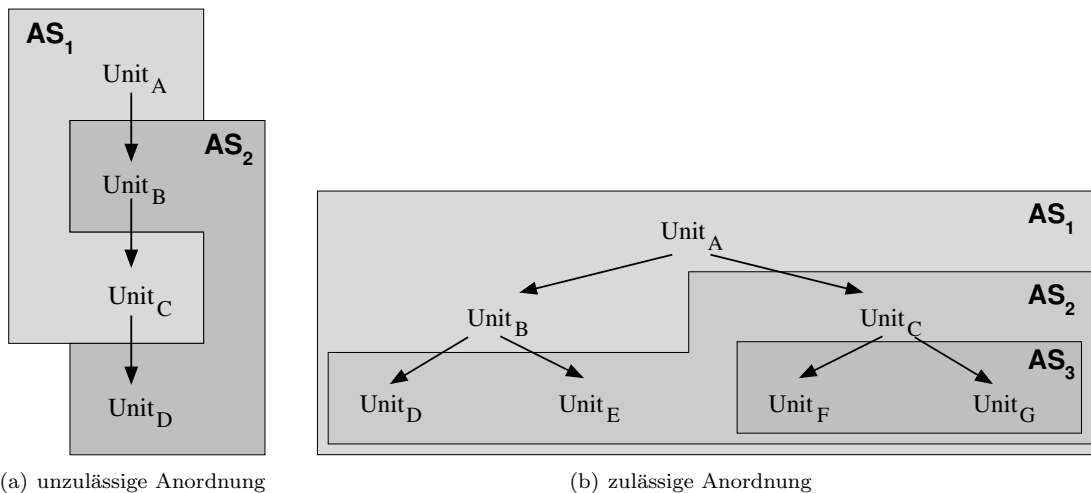 AS1
UnitA
AS2
UnitB
UnitC
UnitD
(a) unzulässige Anordnung
AS1
UnitA
AS2
UnitB
UnitC
AS3
UnitD
UnitE
UnitF
UnitG
(b) zulässige Anordnung